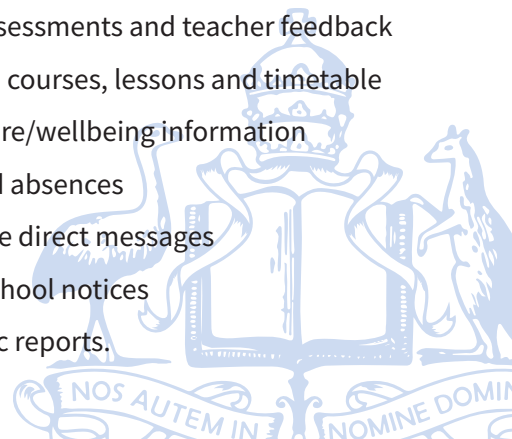 sessments and teacher feedback
courses, lessons and timetable
re/wellbeing information
absences
e direct messages
hool notices
c reports.
NOS AUTEM IN NOMINE DOMIN